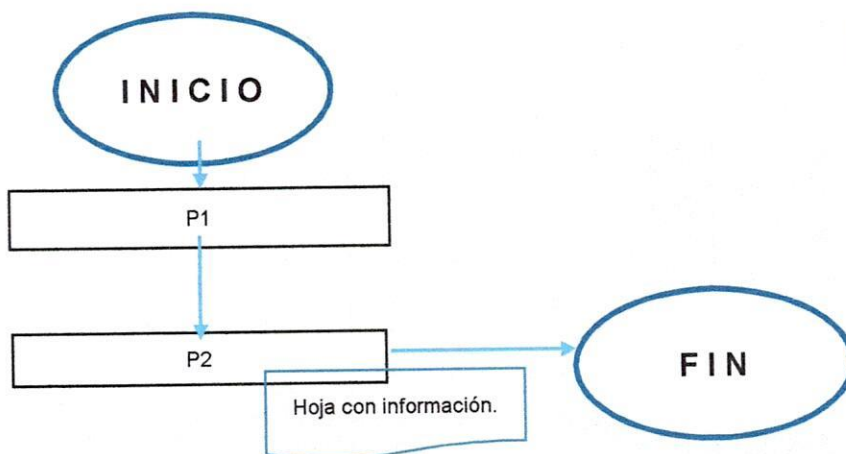 INICIO
P1
P2
Hoja con información.
FIN